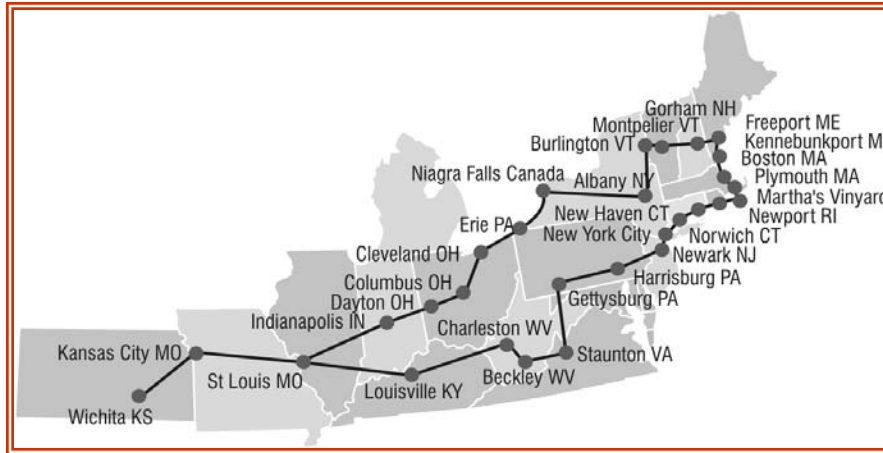 Gorham NH
Montpelier VT
Burlington VT
Freeport ME
Kennebunkport M
Boston MA
Plymouth MA
Martha's Vinyard
Newport RI
Niagra Falls Canada
Albany NY
New Haven CT
New York City
Norwich CT
Newark NJ
Erie PA
Harrisburg PA
Cleveland OH
Columbus OH
Dayton OH
Gettysburg PA
Indianapolis IN
Charleston WV
Kansas City MO
Staunton VA
St Louis MO
Beckley WV
Louisville KY
Wichita KS